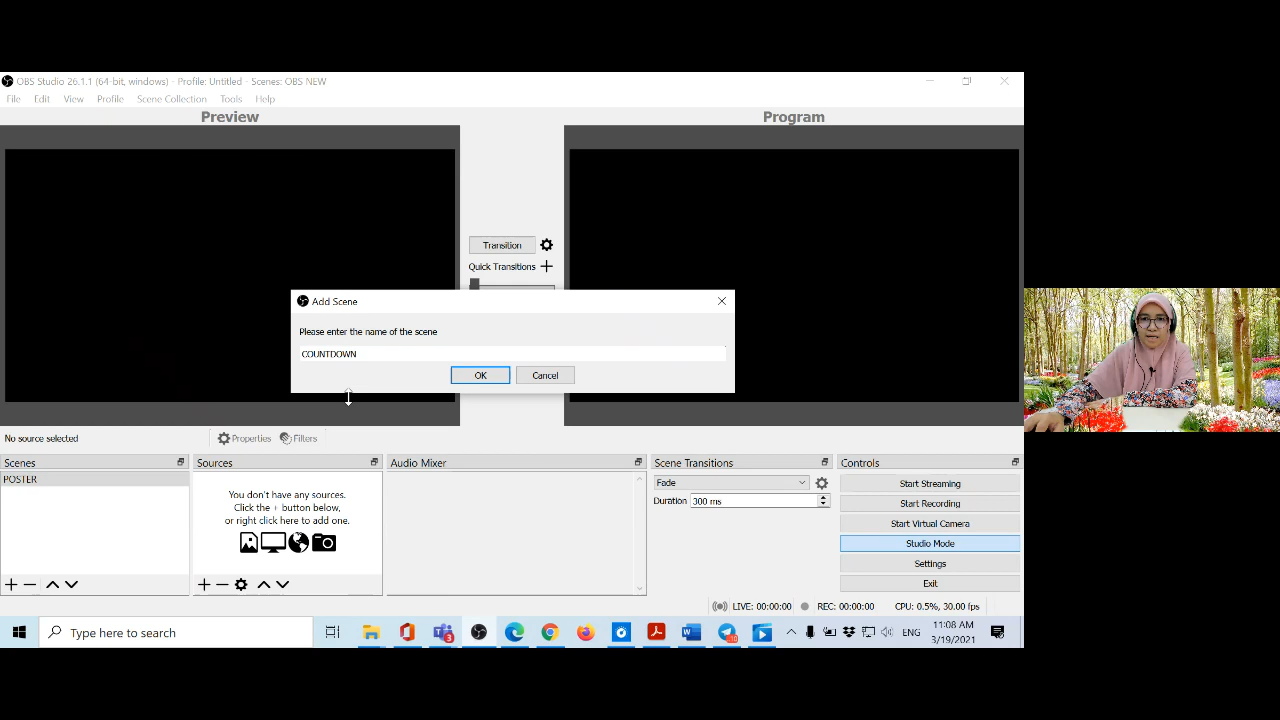 OBS Studio 26.1.1 (64-bit, windows) - Profile: Untitled - Scenes: OBS NEW
File Edit View Profile Scene Collection Tools Help
Preview
Program
Transition
Quick Transitions
Add Scene
Please enter the name of the scene
COUNTDOWN
OK Cancel
No source selected
Properties Filters
Scenes
POSTER
Sources
You don't have any sources.
Click the + button below,
or right click here to add one.
Audio Mixer
Scene Transitions
Fade
Duration 300 ms
Controls
Start Streaming
Start Recording
Start Virtual Camera
Studio Mode
Settings
Exit
LIVE: 00:00:00 REC: 00:00:00 CPU: 0.5%, 30.00 fps
Type here to search
3
10
ENG
11:08 AM
3/19/2021